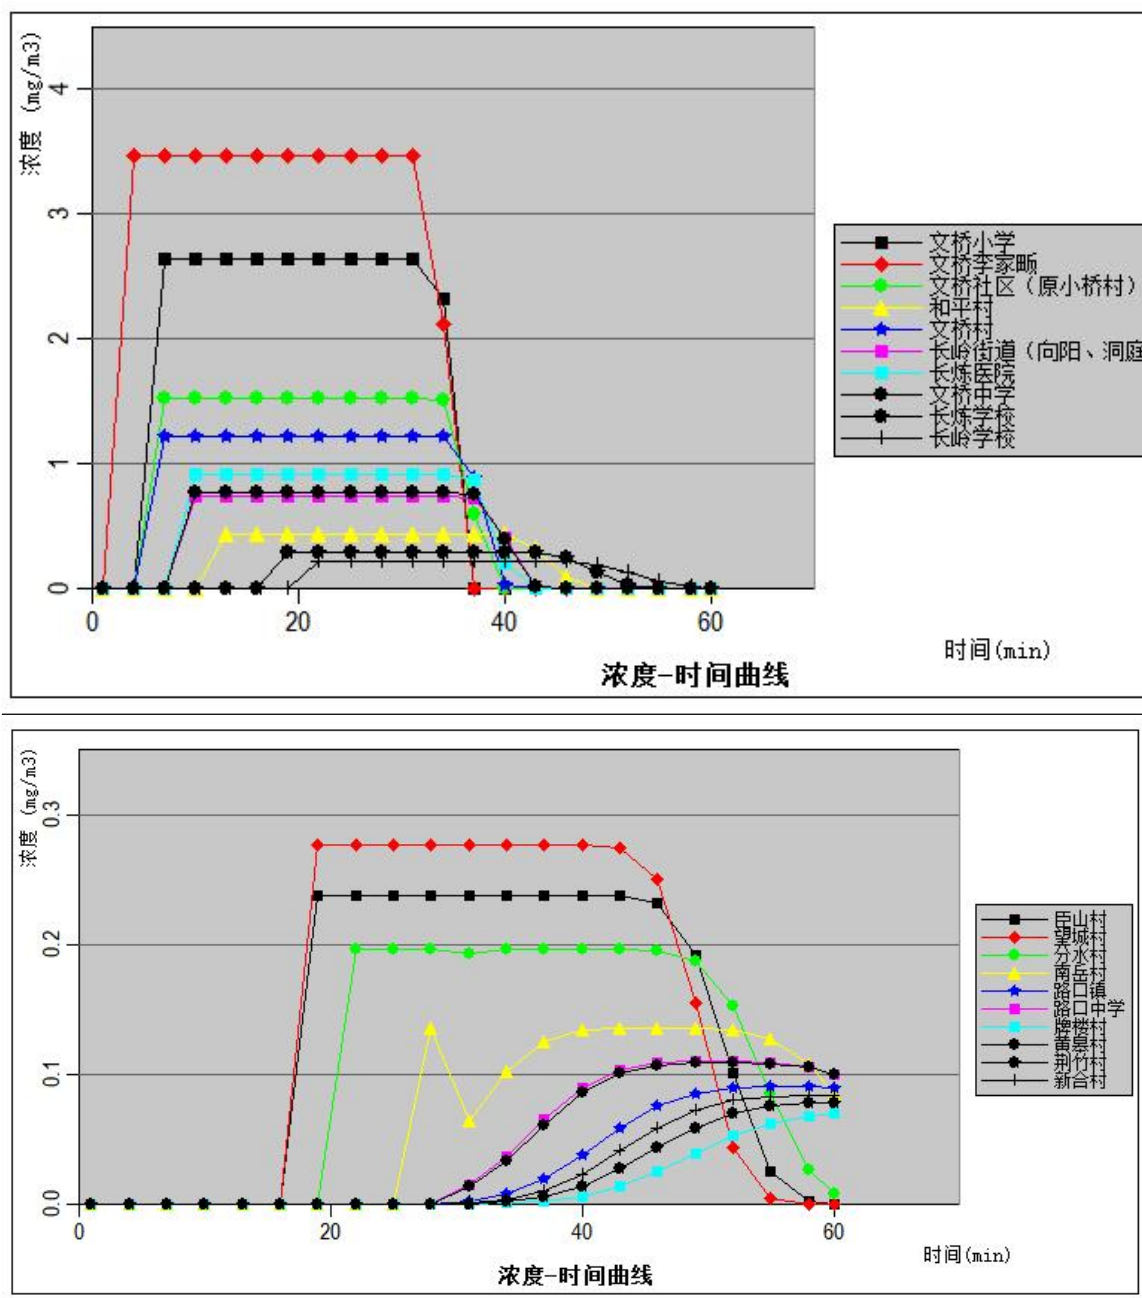 浓度 (mg/m3)
4
3
2
1
0
0 20 40 60
时间(min)
浓度-时间曲线
文桥小学
文桥李家畈
文桥社区（原小桥村）
和平村
文桥村
长岭街道（向阳、洞庭
长炼医院
文桥中学
长炼学校
长岭学校
浓度 (mg/m3)
0.3
0.2
0.1
0.0
0 20 40 60
时间(min)
浓度-时间曲线
臣山村
望城村
分水村
南岳村
路口镇
路口中学
牌楼村
荆竹村
新合村